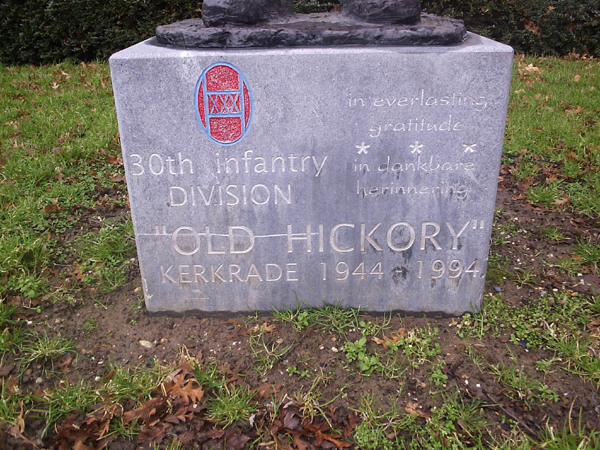 XXX
30th infantry
DIVISION
in everlasting
gratitude
* * *
in dankbare
herinnering
"OLD HICKORY"
KERKRADE 1944 - 1994